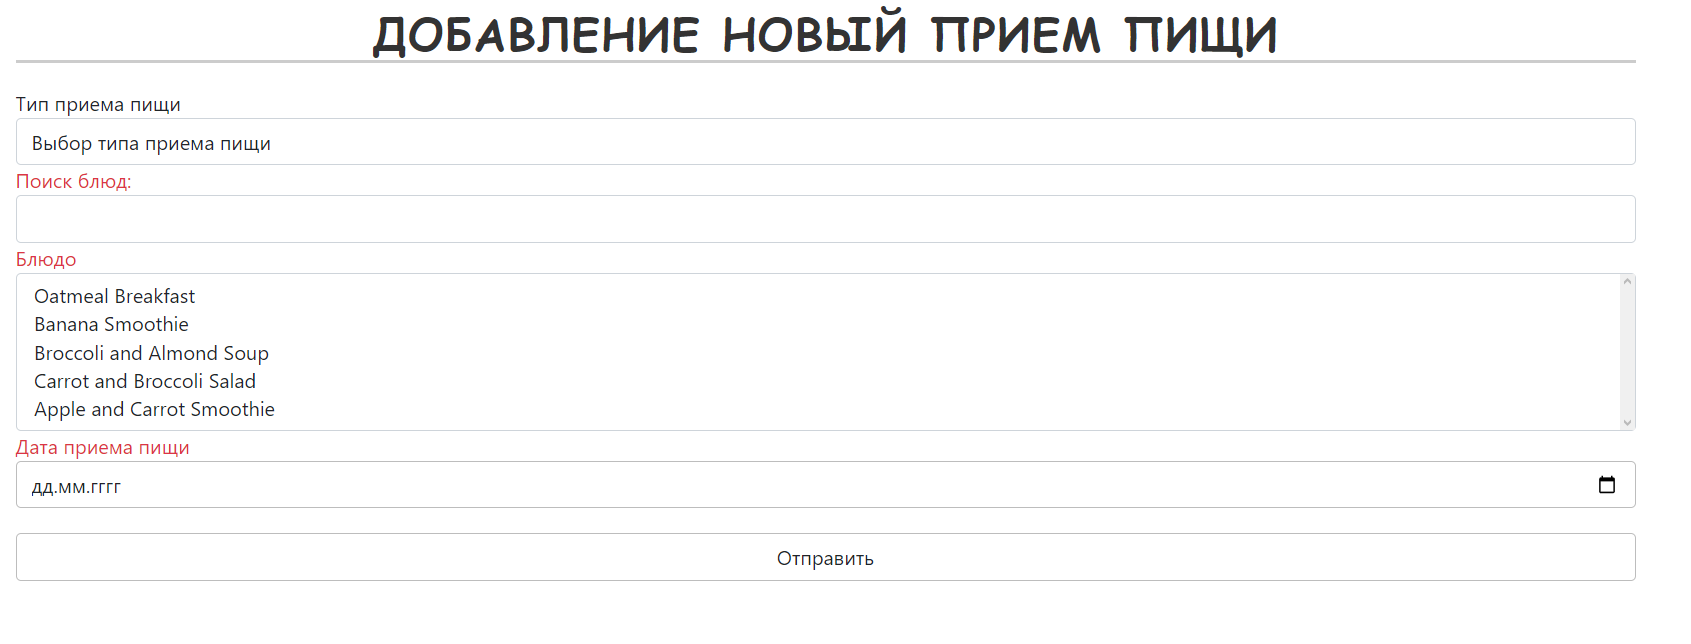 ДОБАВЛЕНИЕ НОВЫЙ ПРИЕМ ПИЩИ
Тип приема пищи
Выбор типа приема пищи
Поиск блюд:
Блюдо
Oatmeal Breakfast
Banana Smoothie
Broccoli and Almond Soup
Carrot and Broccoli Salad
Apple and Carrot Smoothie
Дата приема пищи
дд.мм.гггг
Отправить